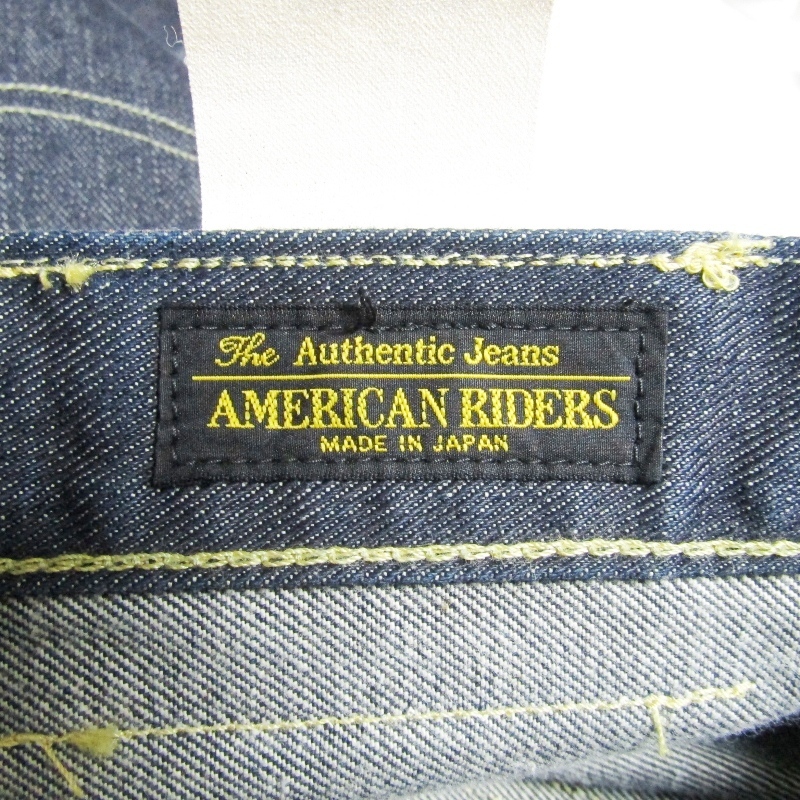 The Authentic Jeans
AMERICAN RIDERS
MADE IN JAPAN